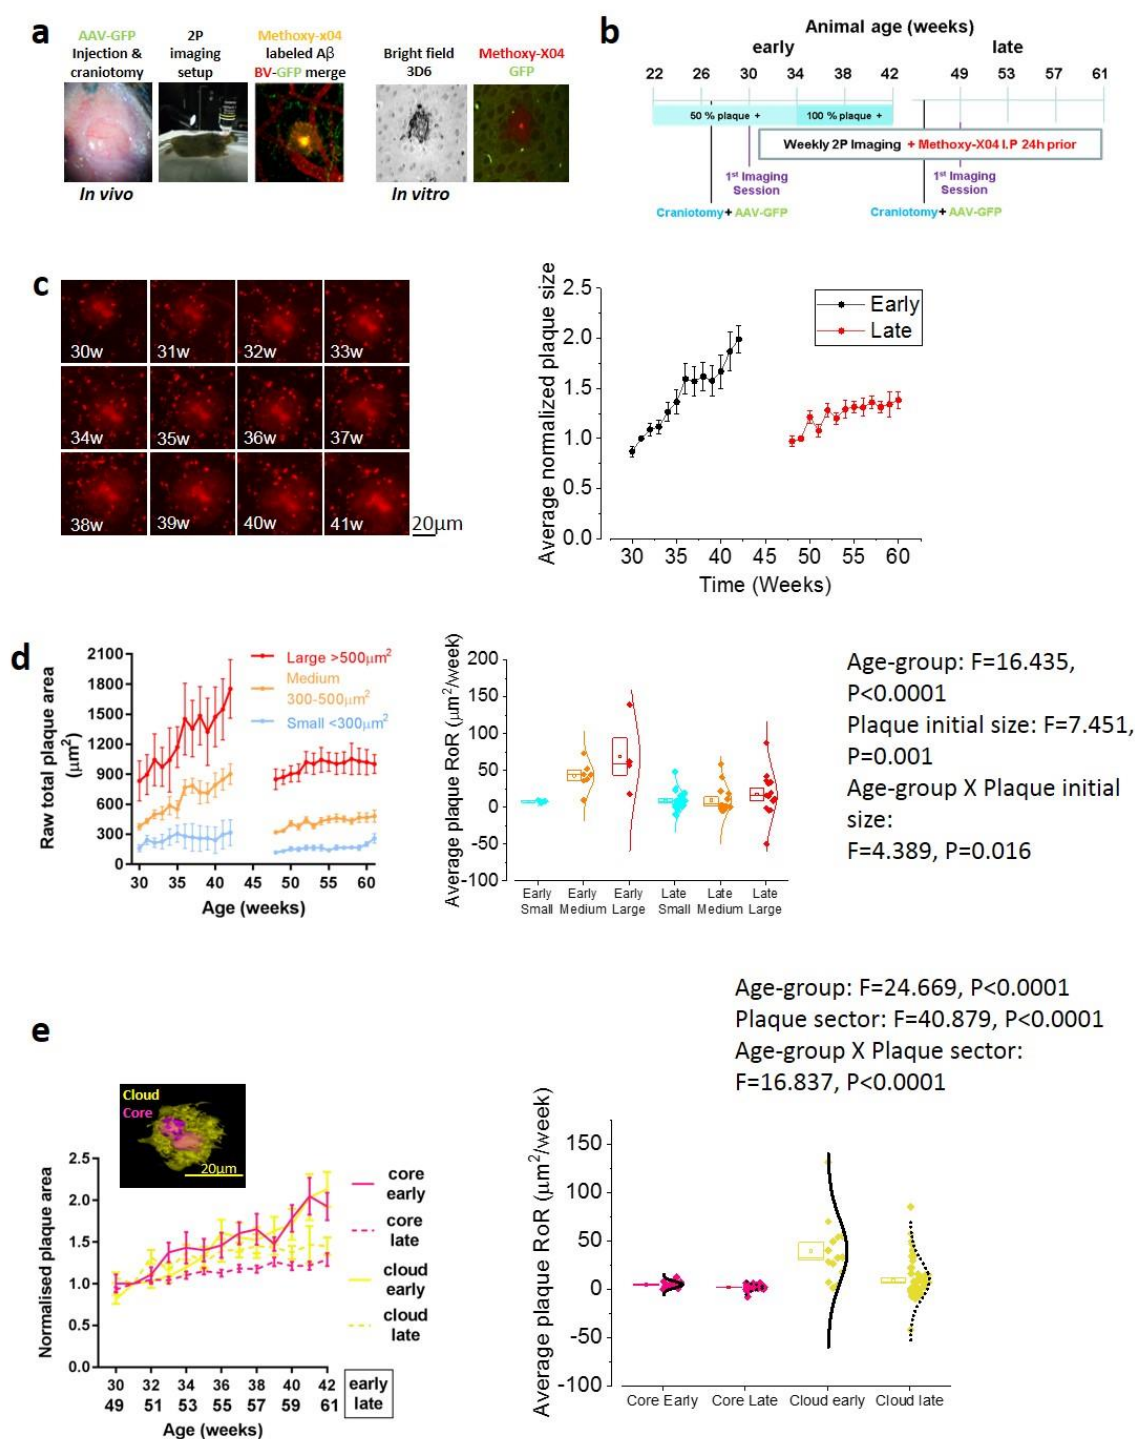 a
AAV-GFP
Injection &
craniotomy
2P
imaging
setup
Methoxy-x04
labeled Aβ
BV-GFP merge
Bright field
3D6
Methoxy-X04
GFP
In vivo
In vitro
b
Animal age (weeks)
early
late
22 26 30 34 38 42 49 53 57 61
50 % plaque +
100 % plaque +
Weekly 2P Imaging + Methoxy-X04 I.P 24h prior
1st Imaging
Session
1st Imaging
Session
Craniotomy+ AAV-GFP
Craniotomy+ AAV-GFP
c
30w 31w 32w 33w
34w 35w 36w 37w
38w 39w 40w 41w
20μm
Average normalized plaque size
2.5
2.0
1.5
1.0
0.5
0.0
Early
Late
30 35 40 45 50 55 60
Time (Weeks)
d
Raw total plaque area
(μm²)
2100
1800
1500
1200
900
600
300
0
Large >500μm²
Medium
300-500μm²
Small <300μm²
30 35 40 45 50 55 60
Age (weeks)
Average plaque RoR (μm²/week)
200
150
100
50
0
-50
-100
Early
Small
Early
Medium
Early
Large
Late
Small
Late
Medium
Late
Large
Age-group: F=16.435,
P<0.0001
Plaque initial size: F=7.451,
P=0.001
Age-group X Plaque initial
size:
F=4.389, P=0.016
e
Age-group: F=24.669, P<0.0001
Plaque sector: F=40.879, P<0.0001
Age-group X Plaque sector:
F=16.837, P<0.0001
Cloud
Core
20μm
Normalised plaque area
2.5
2.0
1.5
1.0
0.5
0.0
core
early
core
late
cloud
early
cloud
late
30 32 34 36 38 40 42
49 51 53 55 57 59 61
early
late
Age (weeks)
Average plaque RoR (μm²/week)
150
100
50
0
-50
-100
Core Early Core Late Cloud early Cloud late